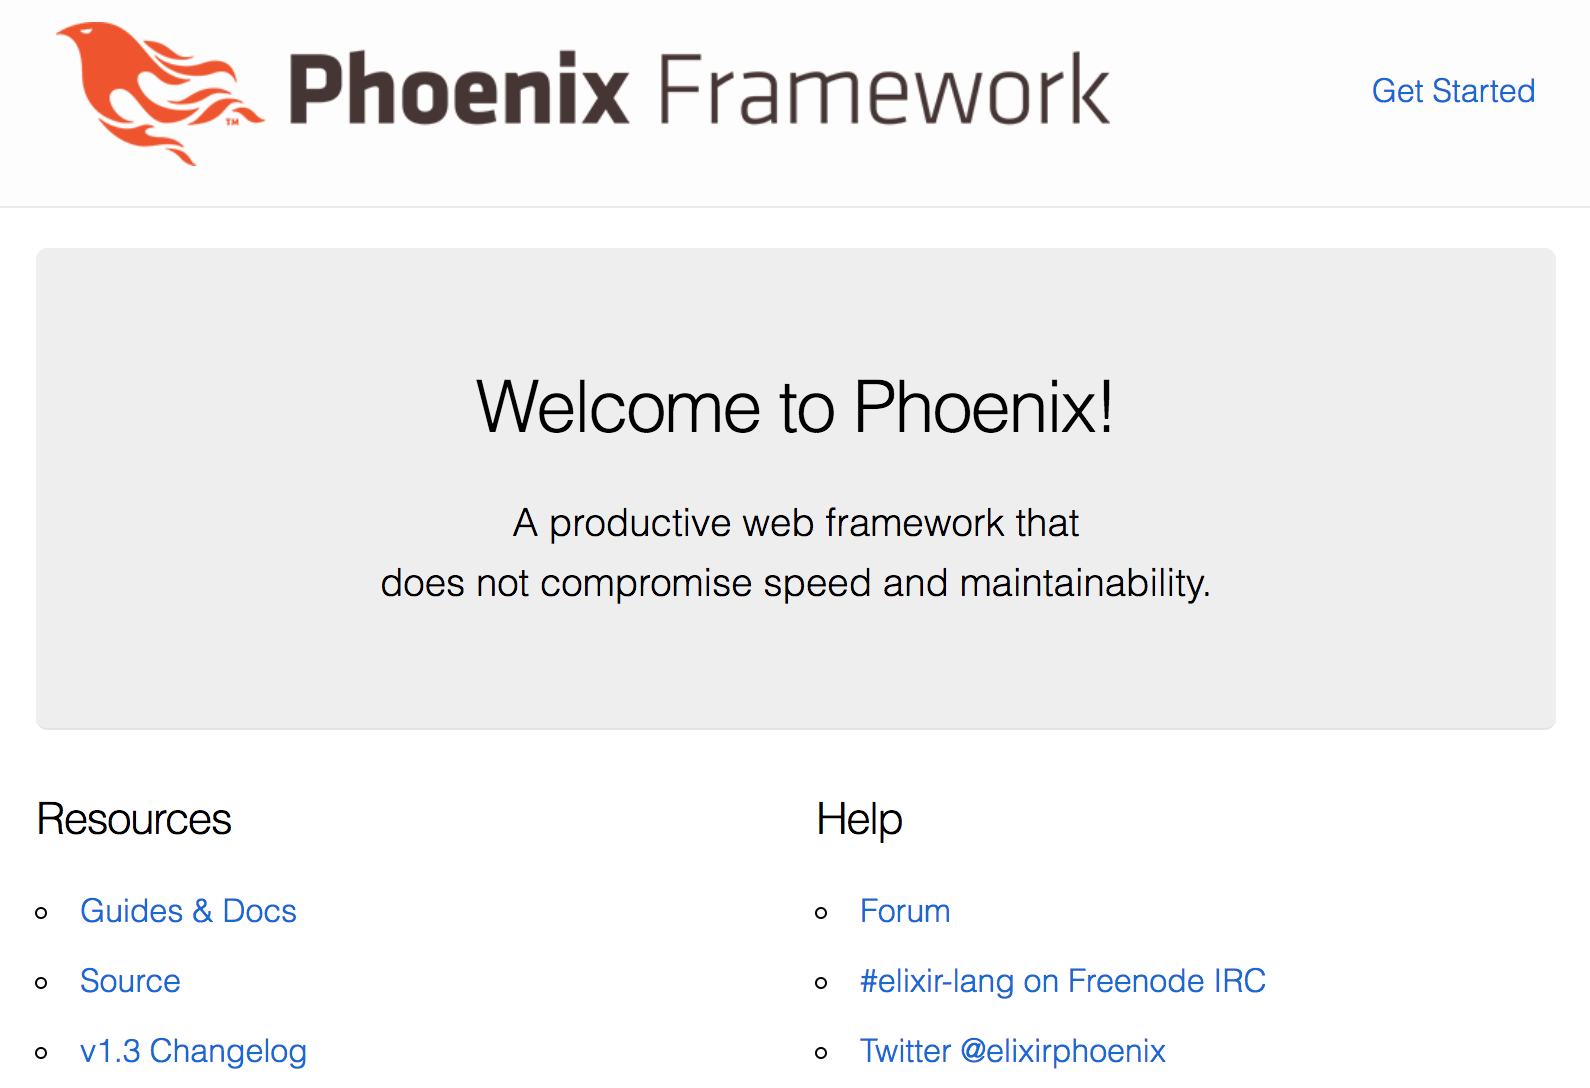 Phoenix Framework
TM
Get Started
Welcome to Phoenix!
A productive web framework that
does not compromise speed and maintainability.
Resources
Guides & Docs
Source
v1.3 Changelog
Help
Forum
#elixir-lang on Freenode IRC
Twitter @elixirphoenix